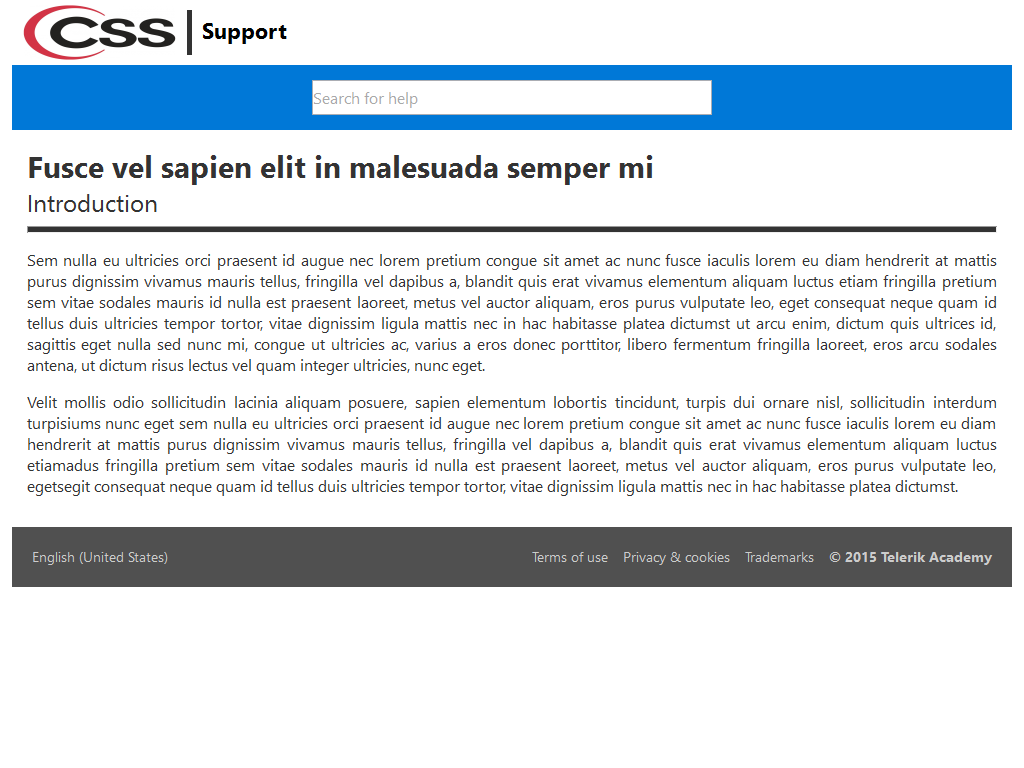 CSS Support
Search for help
Fusce vel sapien elit in malesuada semper mi
Introduction
Sem nulla eu ultricies orci praesent id augue nec lorem pretium congue sit amet ac nunc fusce iaculis lorem eu diam hendrerit at mattis
purus dignissim vivamus mauris tellus, fringilla vel dapibus a, blandit quis erat vivamus elementum aliquam luctus etiam fringilla pretium
sem vitae sodales mauris id nulla est praesent laoreet, metus vel auctor aliquam, eros purus vulputate leo, eget consequat neque quam id
tellus duis ultricies tempor tortor, vitae dignissim ligula mattis nec in hac habitasse platea dictumst ut arcu enim, dictum quis ultrices id,
sagittis eget nulla sed nunc mi, congue ut ultricies ac, varius a eros donec porttitor, libero fermentum fringilla laoreet, eros arcu sodales
antena, ut dictum risus lectus vel quam integer ultricies, nunc eget.
Velit mollis odio sollicitudin lacinia aliquam posuere, sapien elementum lobortis tincidunt, turpis dui ornare nisl, sollicitudin interdum
turpisiums nunc eget sem nulla eu ultricies orci praesent id augue nec lorem pretium congue sit amet ac nunc fusce iaculis lorem eu diam
hendrerit at mattis purus dignissim vivamus mauris tellus, fringilla vel dapibus a, blandit quis erat vivamus elementum aliquam luctus
etiamadus fringilla pretium sem vitae sodales mauris id nulla est praesent laoreet, metus vel auctor aliquam, eros purus vulputate leo,
egetsegit consequat neque quam id tellus duis ultricies tempor tortor, vitae dignissim ligula mattis nec in hac habitasse platea dictumst.
English (United States) Terms of use Privacy & cookies Trademarks © 2015 Telerik Academy